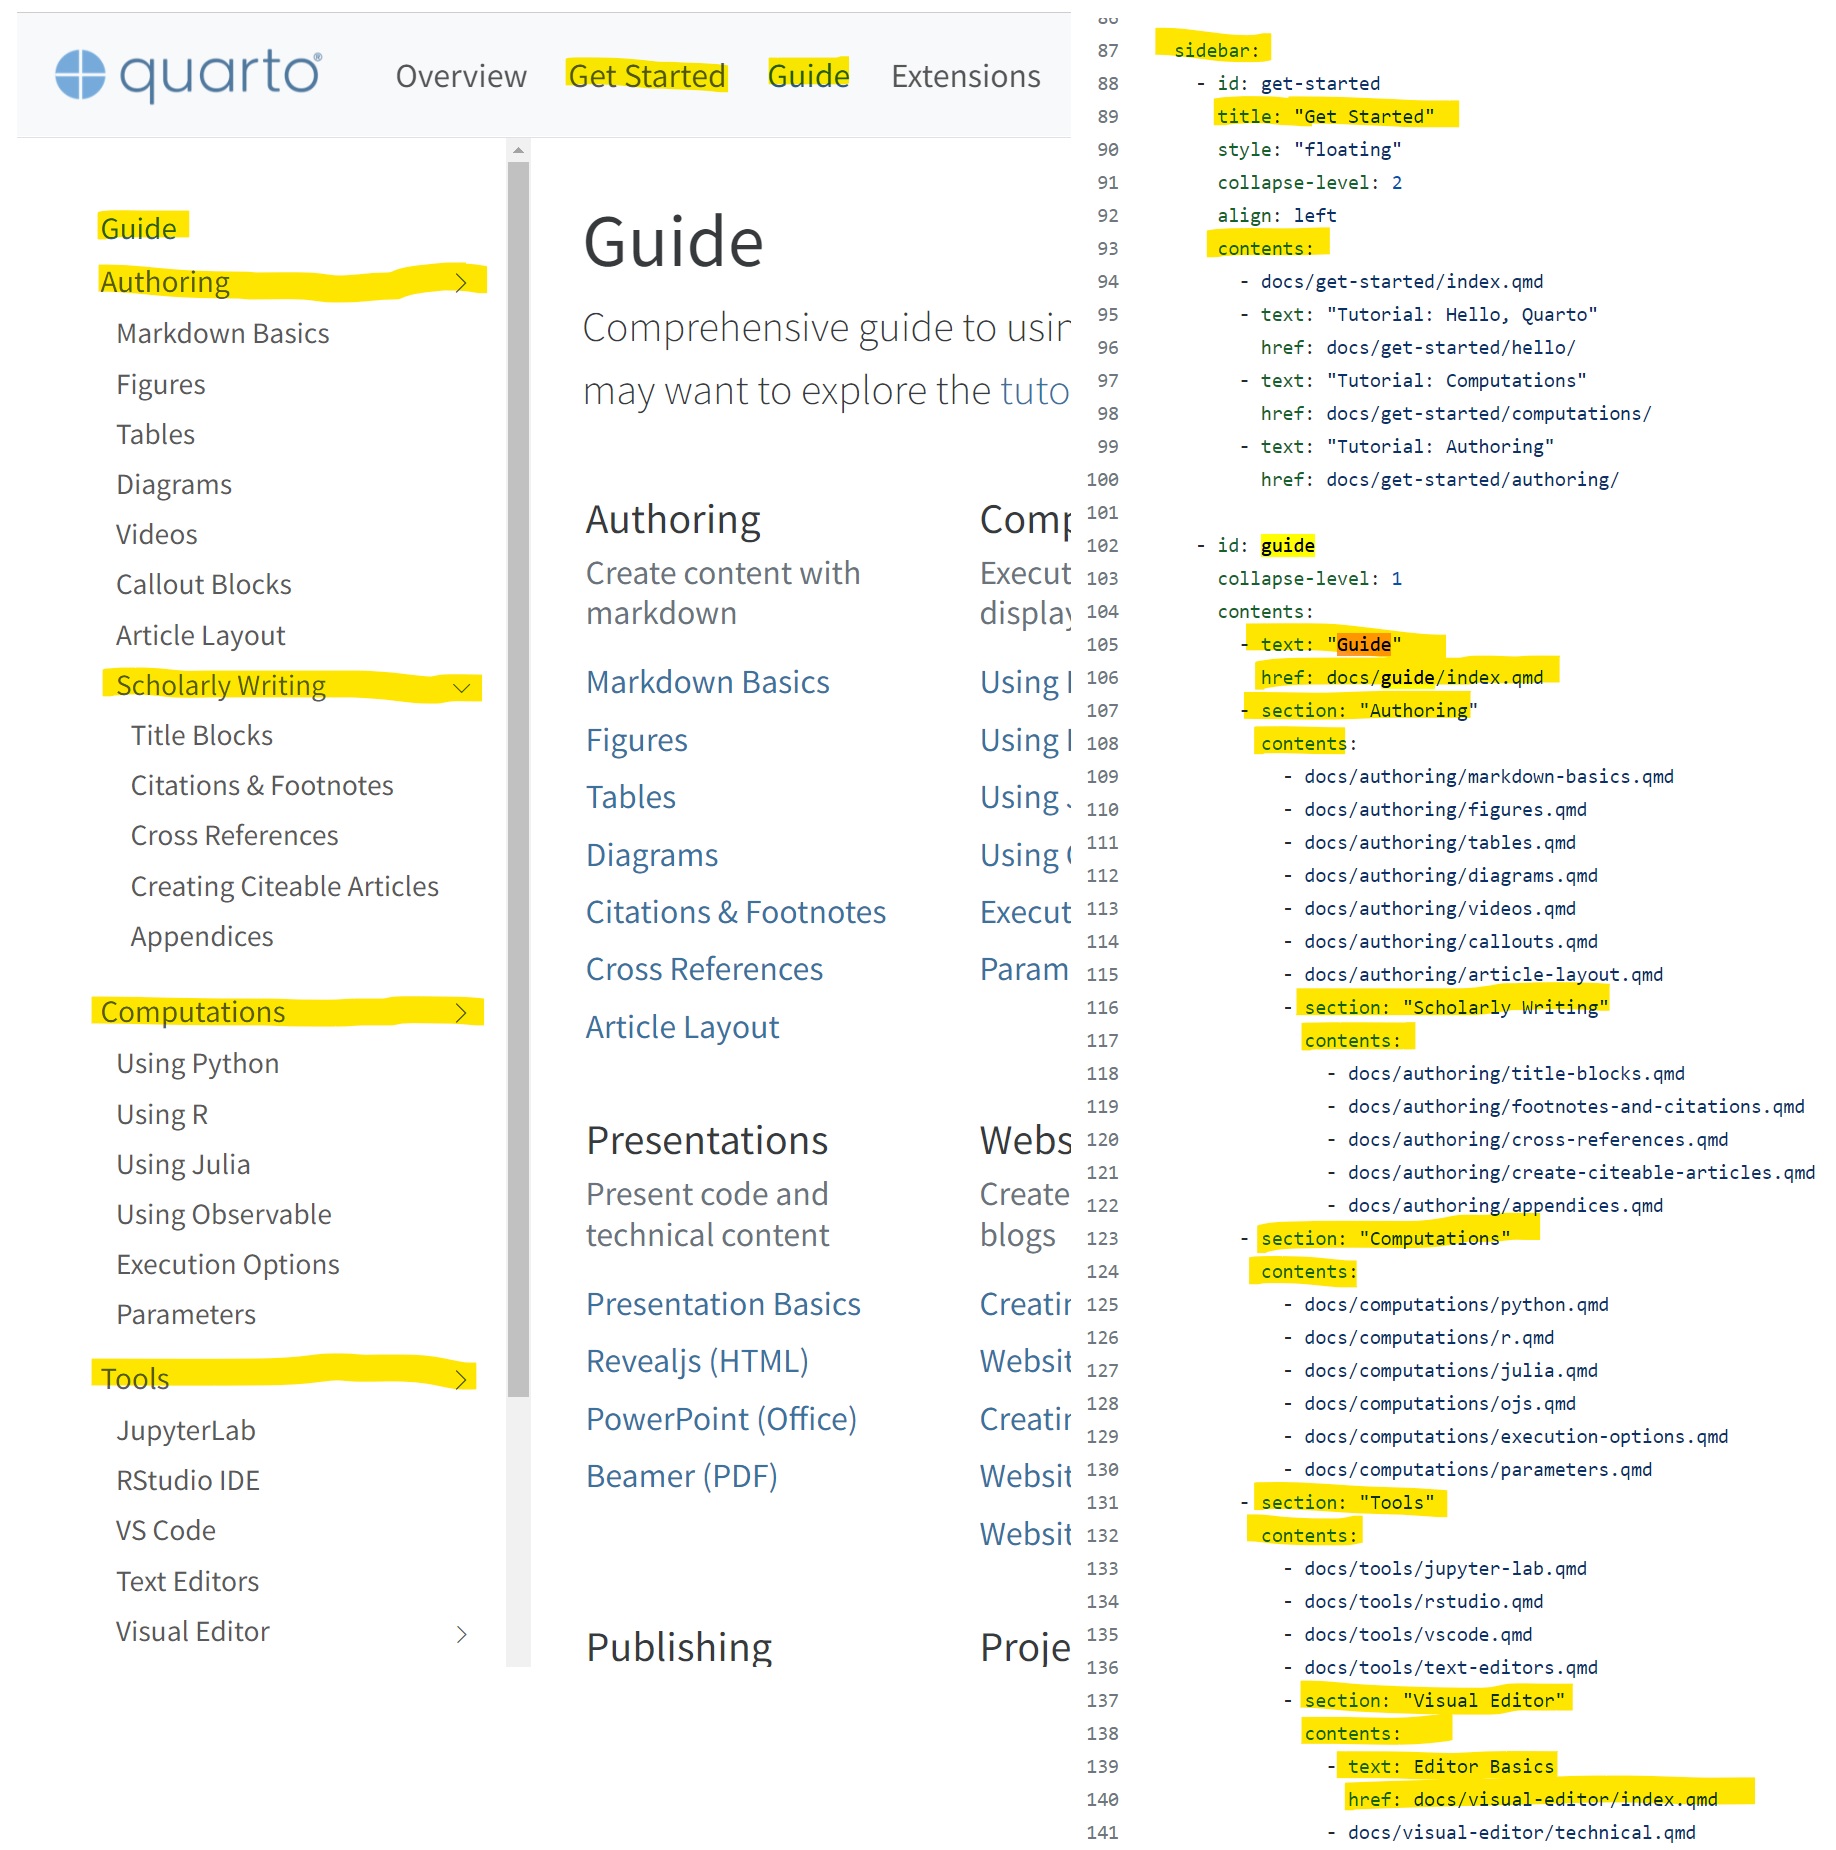 quarto®
Overview Get Started Guide Extensions
Guide
Authoring
Markdown Basics
Figures
Tables
Diagrams
Videos
Callout Blocks
Article Layout
Scholarly Writing
Title Blocks
Citations & Footnotes
Cross References
Creating Citeable Articles
Appendices
Computations
Using Python
Using R
Using Julia
Using Observable
Execution Options
Parameters
Tools
JupyterLab
RStudio IDE
VS Code
Text Editors
Visual Editor
Guide
Comprehensive guide to
may want to explore the
Authoring
Create content with
markdown
Markdown Basics
Figures
Tables
Diagrams
Citations & Footnotes
Cross References
Article Layout
Using
Using
Using
Using
Presentations
Present code and
technical content
Presentation Basics
Revealjs (HTML)
PowerPoint (Office)
Beamer (PDF)
Create
blogs
Publishing
87 sidebar:
88 - id: get-started
89 title: "Get Started"
90 style: "floating"
91 collapse-level: 2
92 align: left
93 contents:
94 - docs/get-started/index.qmd
95 - text: "Tutorial: Hello, Quarto"
96 href: docs/get-started/hello/
97 - text: "Tutorial: Computations"
98 href: docs/get-started/computations/
99 - text: "Tutorial: Authoring"
100 href: docs/get-started/authoring/
101
102 - id: guide
103 collapse-level: 1
104 contents:
105 - text: "Guide"
106 href: docs/guide/index.qmd
107 - section: "Authoring"
108 contents:
109 - docs/authoring/markdown-basics.qmd
110 - docs/authoring/figures.qmd
111 - docs/authoring/tables.qmd
112 - docs/authoring/diagrams.qmd
113 - docs/authoring/videos.qmd
114 - docs/authoring/callouts.qmd
115 - docs/authoring/article-layout.qmd
116 - section: "Scholarly Writing"
117 contents:
118 - docs/authoring/title-blocks.qmd
119 - docs/authoring/footnotes-and-citations.qmd
120 - docs/authoring/cross-references.qmd
121 - docs/authoring/create-citeable-articles.qmd
122 - docs/authoring/appendices.qmd
123 - section: "Computations"
124 contents:
125 - docs/computations/python.qmd
126 - docs/computations/r.qmd
127 - docs/computations/julia.qmd
128 - docs/computations/ojs.qmd
129 - docs/computations/execution-options.qmd
130 - docs/computations/parameters.qmd
131 - section: "Tools"
132 contents:
133 - docs/tools/jupyter-lab.qmd
134 - docs/tools/rstudio.qmd
135 - docs/tools/vscode.qmd
136 - docs/tools/text-editors.qmd
137 - section: "Visual Editor"
138 contents:
139 - text: Editor Basics
140 href: docs/visual-editor/index.qmd
141 - docs/visual-editor/technical.qmd